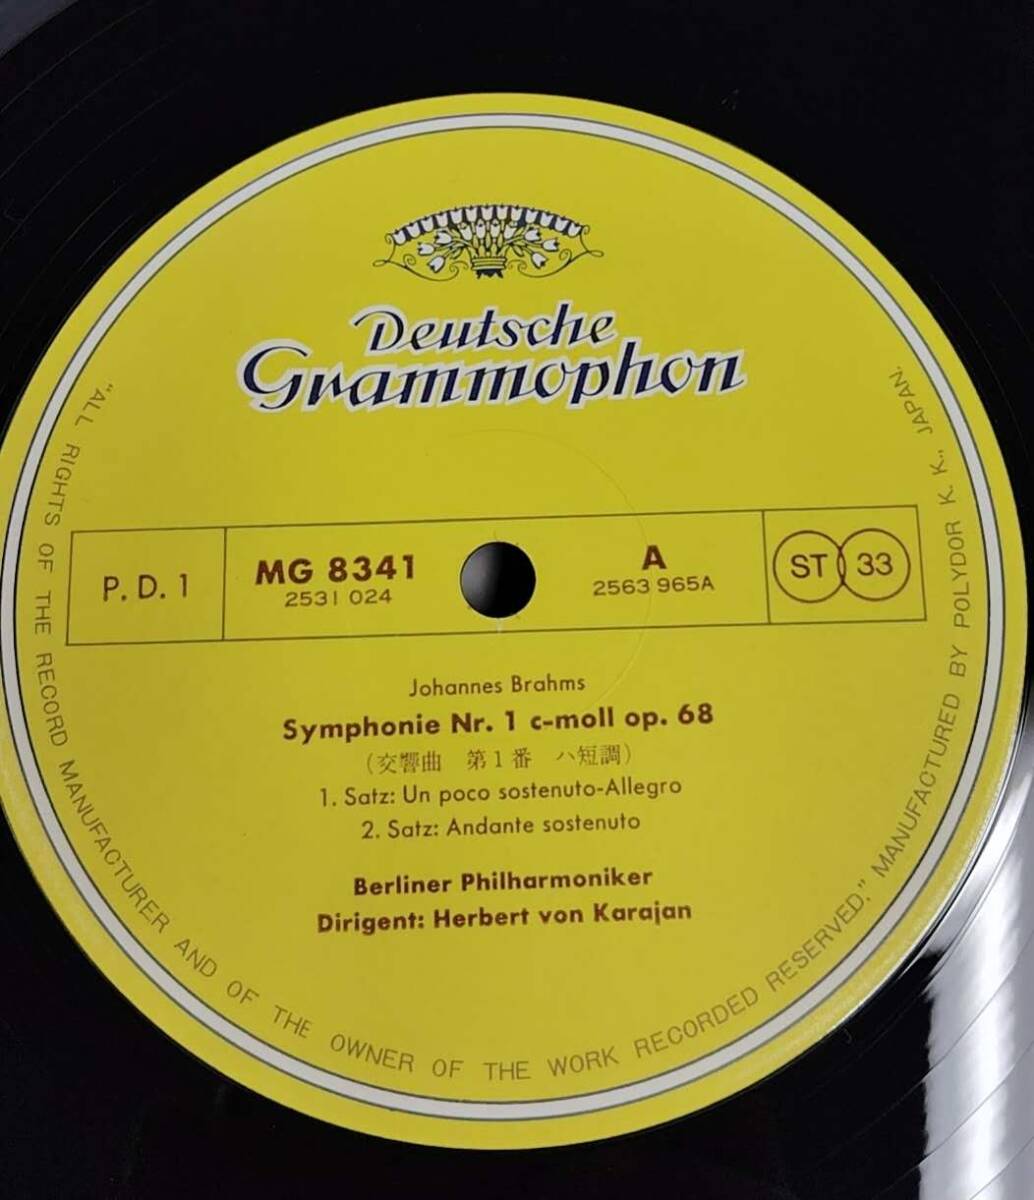 Deutsche
Grammophon
P. D. 1
MG 8341
2531 024
A
2563 965A
ST 33
Johannes Brahms
Symphonie Nr. 1 c-moll op. 68
(交響曲 第1番 ハ短調)
1. Satz: Un poco sostenuto-Allegro
2. Satz: Andante sostenuto
Berliner Philharmoniker
Dirigent: Herbert von Karajan
"ALL RIGHTS OF THE RECORD MANUFACTURER AND OF THE OWNER OF THE WORK RECORDED RESERVED." MANUFACTURED BY POLYDOR K. K., JAPAN.